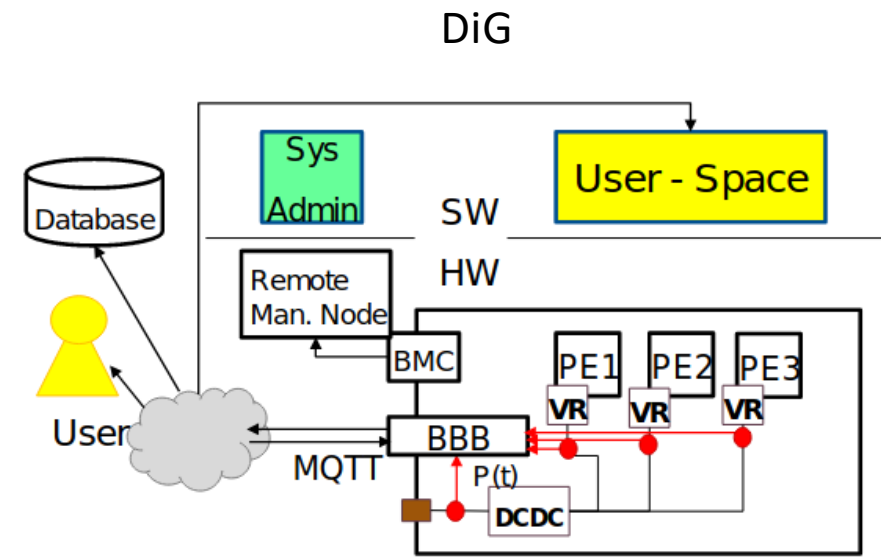 DiG
Sys
Admin
User - Space
Database
SW
HW
Remote
Man. Node
BMC
PE1
PE2
PE3
VR
VR
VR
User
BBB
MQTT
P(t)
DCDC